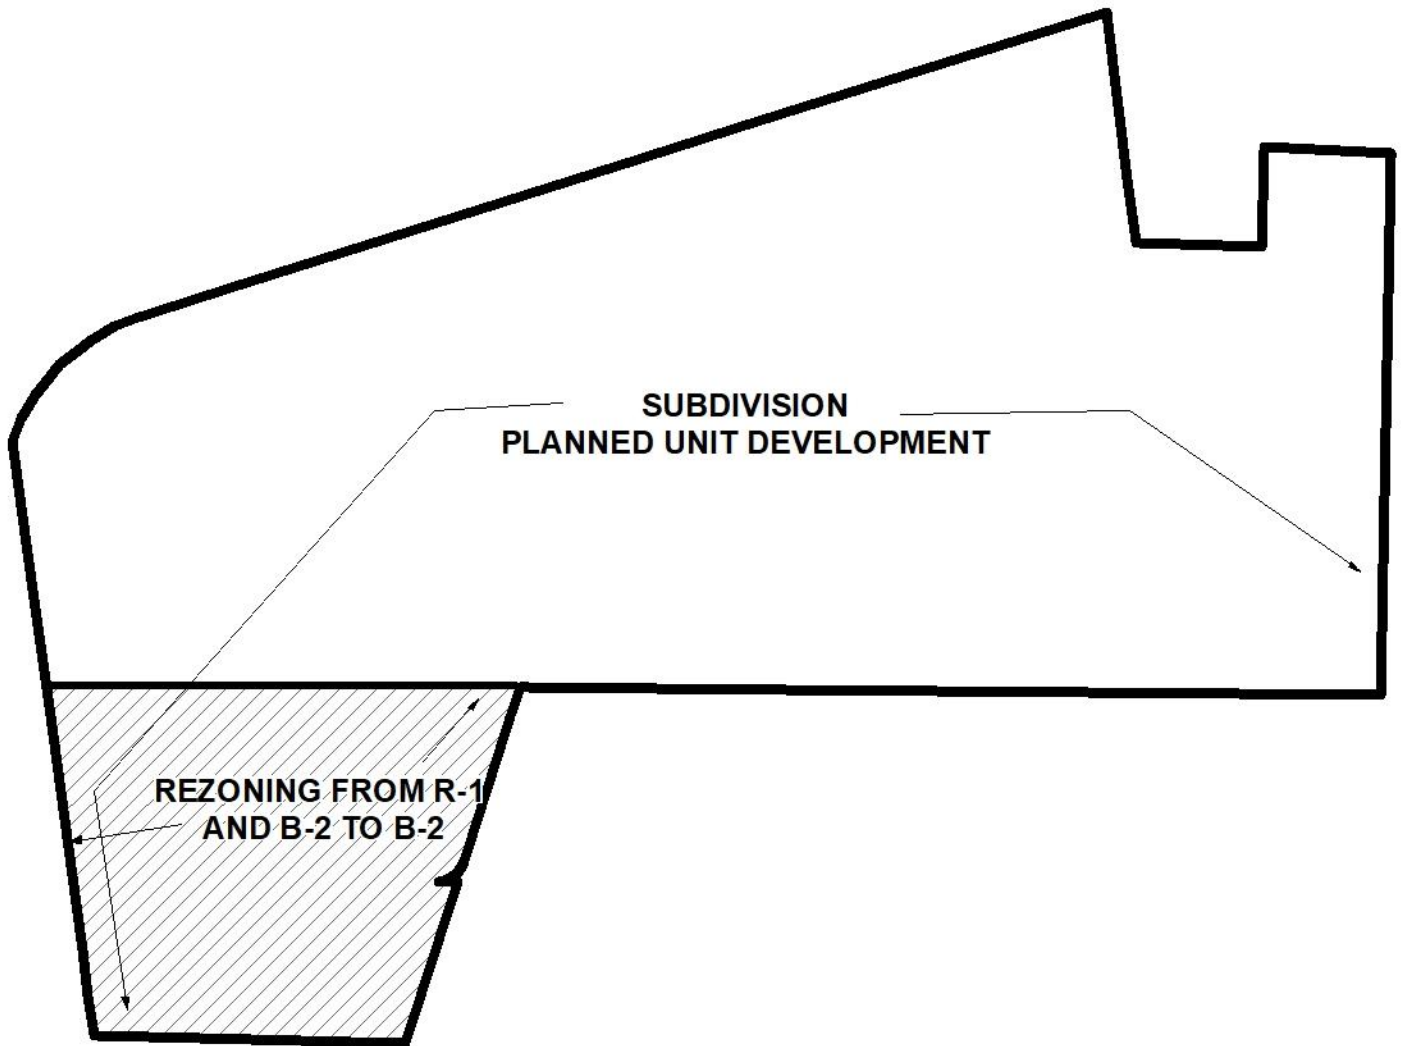 SUBDIVISION
PLANNED UNIT DEVELOPMENT
REZONING FROM R-1
AND B-2 TO B-2